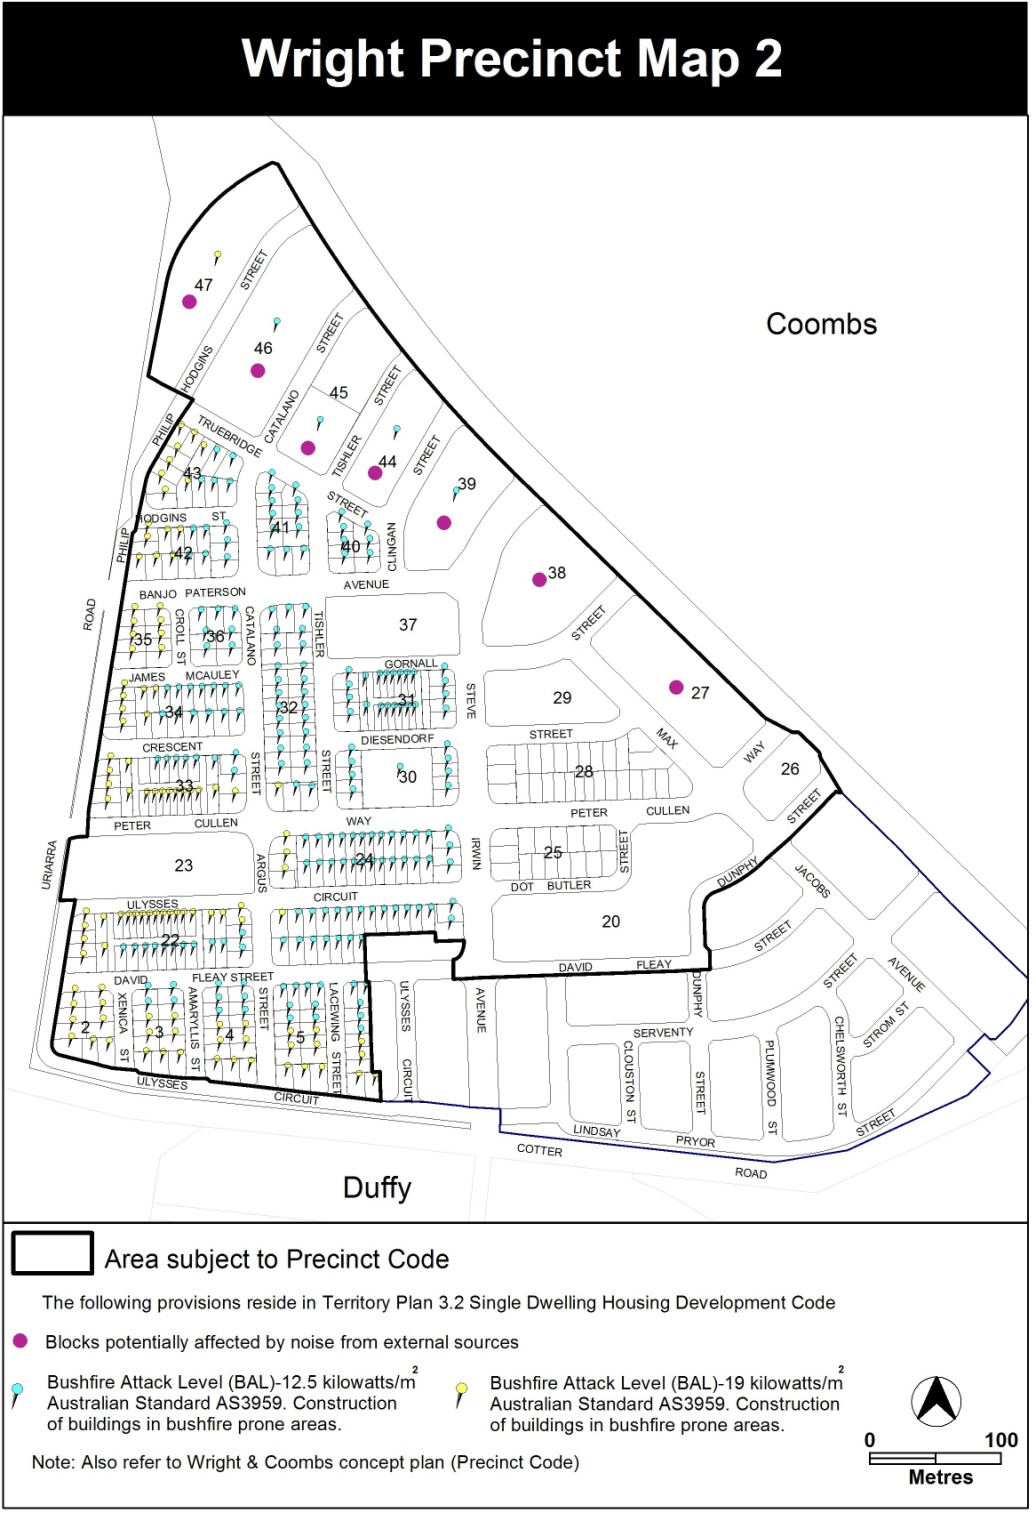 Wright Precinct Map 2
Coombs
47
STREET
HODGINS
46
STREET
CATALANO
45
STREET
TISHLER
44
STREET
39
PHILIP
TRUEBRIDGE
STREET
43
HODGINS ST
41
40
CLINGAN
PHILIP
42
38
AVENUE
BANJO PATERSON
ROAD
35
CROLL ST
36
CATALANO
TISHLER
37
STREET
JAMES MCAULEY
GORNALL
34
32
31
STEVE
29
27
CRESCENT
DIESENDORF
STREET
MAX
WAY
33
STREET
STREET
30
28
26
STREET
PETER CULLEN
WAY
PETER CULLEN
URIARRA
23
ARGUS
24
IRWIN
25
STREET
DOT BUTLER
DUNPHY
JACOBS
ULYSSES
CIRCUIT
22
20
STREET
DAVID FLEAY STREET
DAVID FLEAY
STREET
AVENUE
2
XENICA ST
3
AMARYLLIS ST
4
STREET
5
LACEWING STREET
ULYSSES CIRCUIT
AVENUE
DUNPHY
SERVENTY
CLOUSTON ST
STREET
PLUMWOOD ST
CHELSWORTH ST
STROM ST
ULYSSES CIRCUIT
LINDSAY PRYOR STREET
COTTER ROAD
Duffy
Area subject to Precinct Code
The following provisions reside in Territory Plan 3.2 Single Dwelling Housing Development Code
Blocks potentially affected by noise from external sources
Bushfire Attack Level (BAL)-12.5 kilowatts/m²
Australian Standard AS3959. Construction
of buildings in bushfire prone areas.
Bushfire Attack Level (BAL)-19 kilowatts/m²
Australian Standard AS3959. Construction
of buildings in bushfire prone areas.
Note: Also refer to Wright & Coombs concept plan (Precinct Code)
0 100
Metres